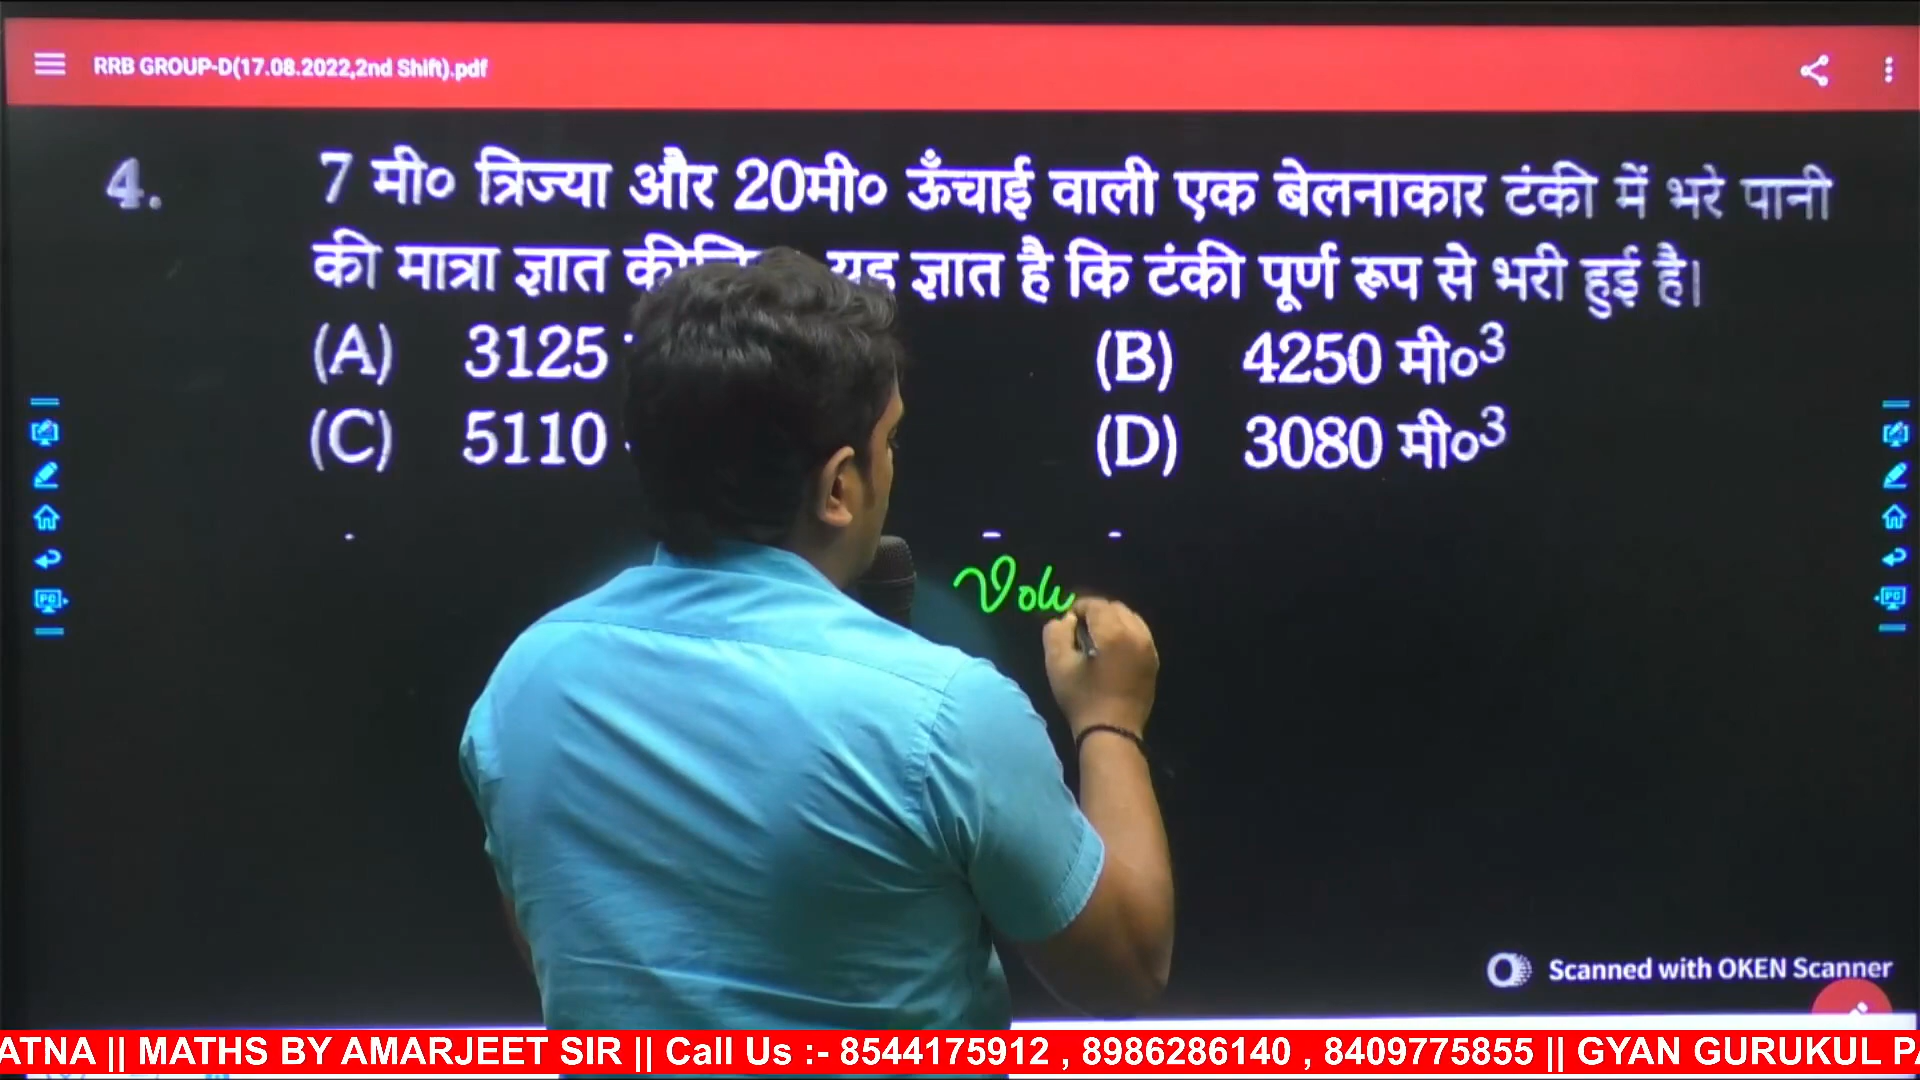 RRB GROUP-D(17.08.2022,2nd Shift).pdf
4. 7 मी० त्रिज्या और 20मी० ऊँचाई वाली एक बेलनाकार टंकी में भरे पानी
की मात्रा ज्ञात ज्ञात है कि टंकी पूर्ण रूप से भरी हुई है।
(A) 3125 (B) 4250 मी०³
(C) 5110 (D) 3080 मी०³
Volu
Scanned with OKEN Scanner
ATNA || MATHS BY AMARJEET SIR || Call Us :- 8544175912 , 8986286140 , 8409775855 || GYAN GURUKUL PA